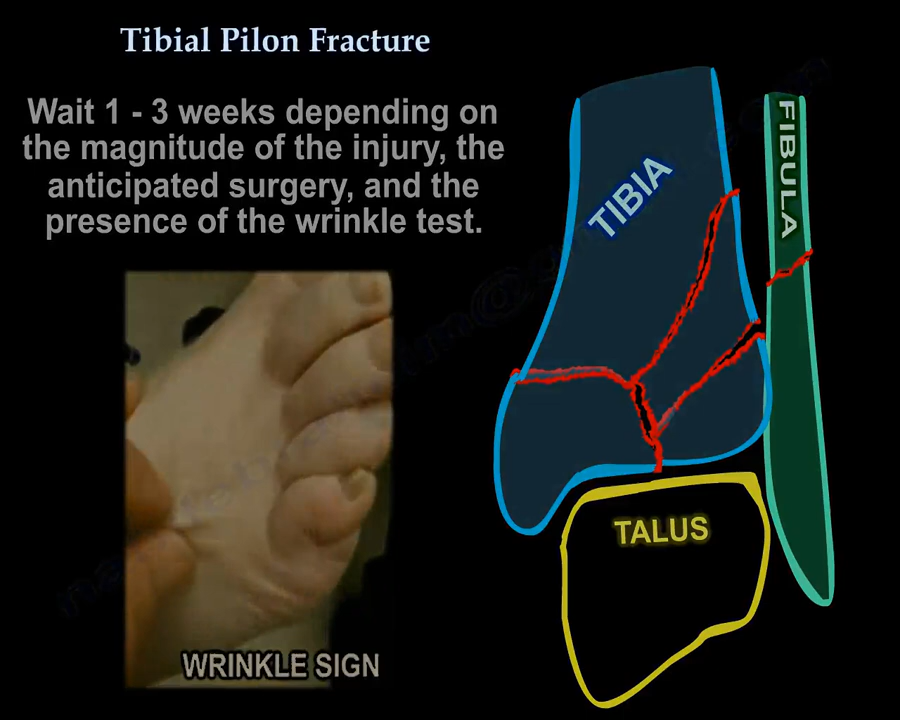 Tibial Pilon Fracture
Wait 1 - 3 weeks depending on
the magnitude of the injury, the
anticipated surgery, and the
presence of the wrinkle test.
TIBIA
FIBULA
TALUS
WRINKLE SIGN